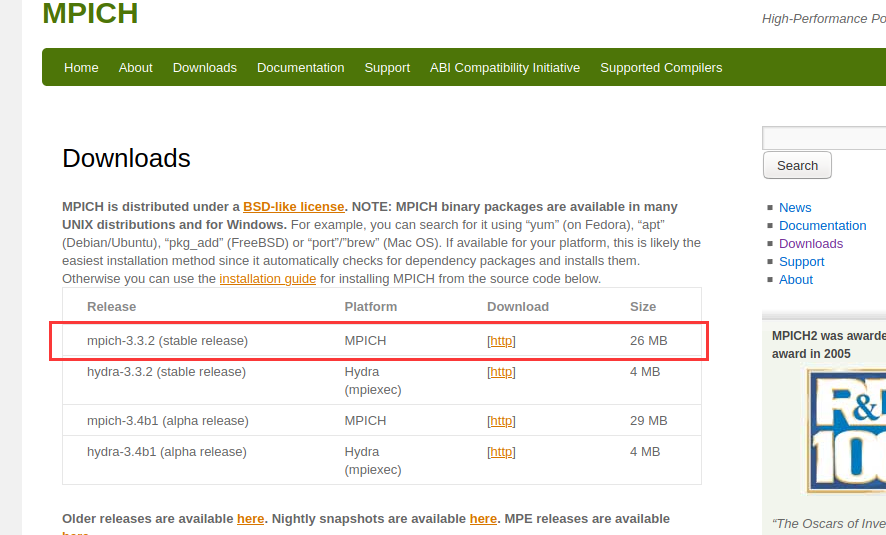 MPICH
High-Performance Po
Home About Downloads Documentation Support ABI Compatibility Initiative Supported Compilers
Downloads
MPICH is distributed under a BSD-like license. NOTE: MPICH binary packages are available in many
UNIX distributions and for Windows. For example, you can search for it using “yum” (on Fedora), “apt”
(Debian/Ubuntu), “pkg_add” (FreeBSD) or “port”/”brew” (Mac OS). If available for your platform, this is likely the
easiest installation method since it automatically checks for dependency packages and installs them.
Otherwise you can use the installation guide for installing MPICH from the source code below.
Release Platform Download Size
mpich-3.3.2 (stable release) MPICH [http] 26 MB
hydra-3.3.2 (stable release) Hydra (mpiexec) [http] 4 MB
mpich-3.4b1 (alpha release) MPICH [http] 29 MB
hydra-3.4b1 (alpha release) Hydra (mpiexec) [http] 4 MB
Older releases are available here. Nightly snapshots are available here. MPE releases are available
here
Search
News
Documentation
Downloads
Support
About
MPICH2 was awarde
award in 2005
R&D
100
“The Oscars of Inve